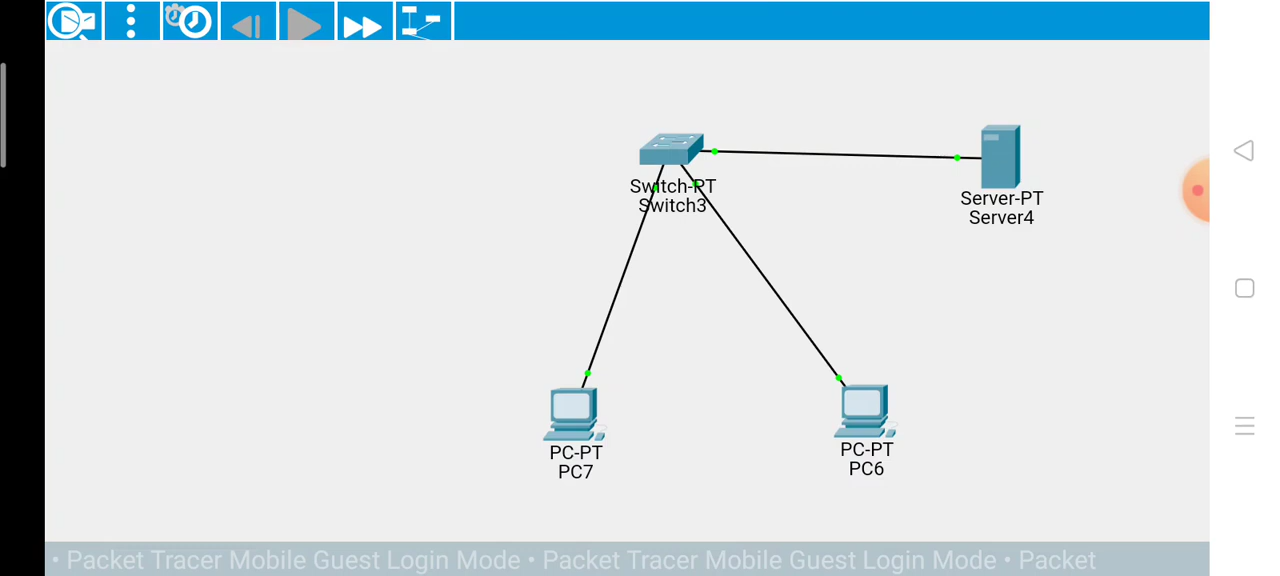 Switch-PT
Switch3
Server-PT
Server4
PC-PT
PC7
PC-PT
PC6
• Packet Tracer Mobile Guest Login Mode • Packet Tracer Mobile Guest Login Mode • Packet